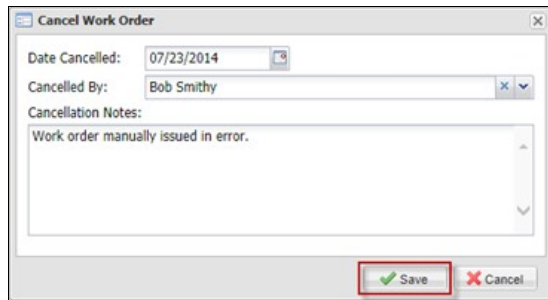 Cancel Work Order
Date Cancelled: 07/23/2014
Cancelled By: Bob Smithy
Cancellation Notes:
Work order manually issued in error.
Save Cancel